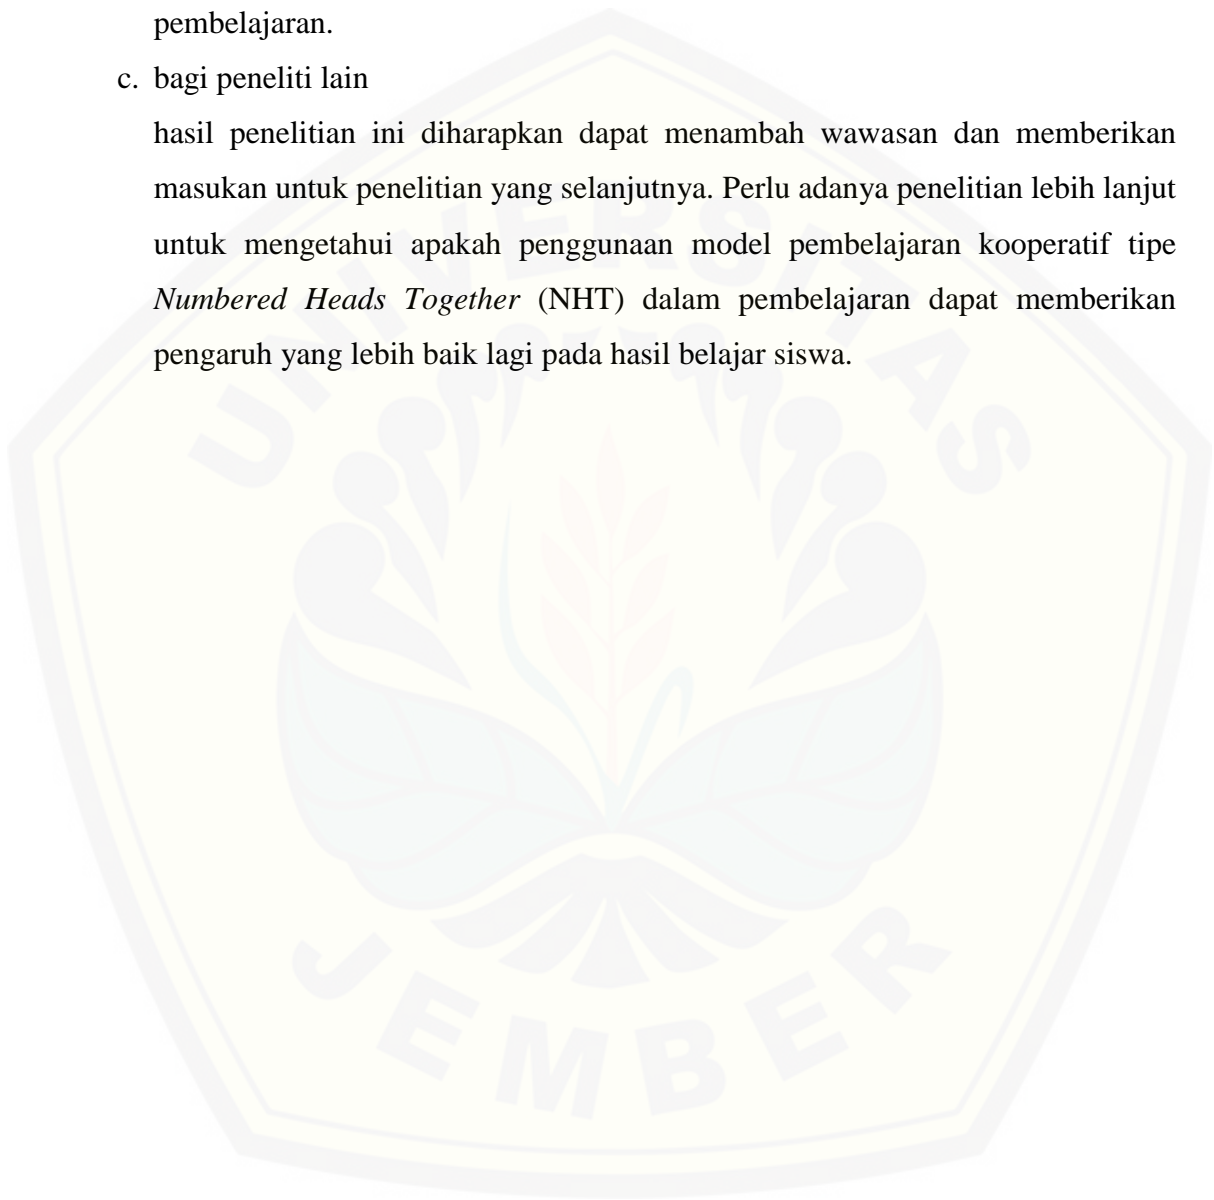 pembelajaran.
c. bagi peneliti lain
hasil penelitian ini diharapkan dapat menambah wawasan dan memberikan
masukan untuk penelitian yang selanjutnya. Perlu adanya penelitian lebih lanjut
untuk mengetahui apakah penggunaan model pembelajaran kooperatif tipe
Numbered Heads Together (NHT) dalam pembelajaran dapat memberikan
pengaruh yang lebih baik lagi pada hasil belajar siswa.
UNIVERSITAS
JEMBER